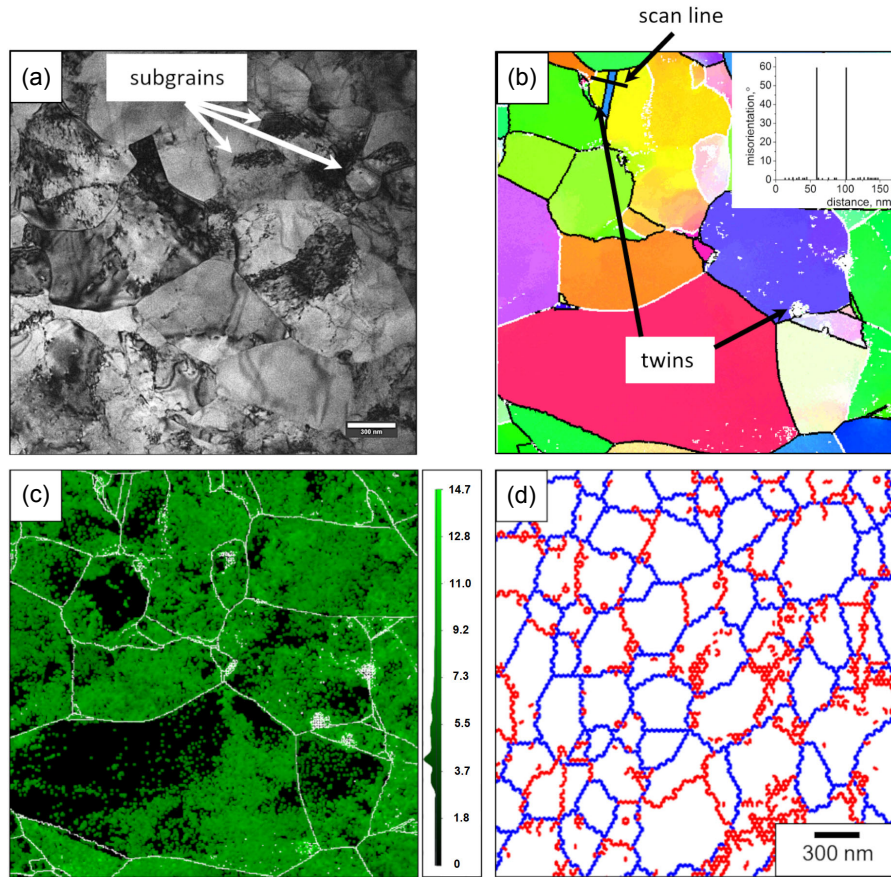 scan line
(a)
subgrains
300 nm
(b)
misorientation,°
60
50
40
30
20
10
0
0 50 100 150
distance, nm
twins
(c)
14.7
12.8
11.0
9.2
7.3
5.5
3.7
1.8
0
(d)
300 nm